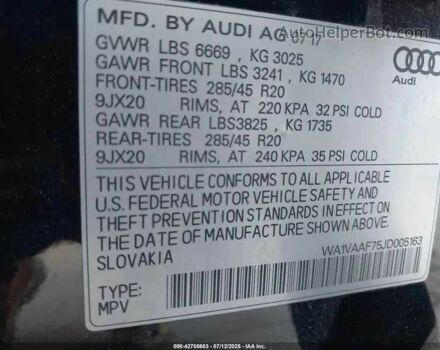 AutoHelperBot.com
MFD. BY AUDI AG 07/17
GVWR LBS 6669 , KG 3025
GAWR FRONT LBS 3241 , KG 1470
FRONT-TIRES 285/45 R20
9JX20 RIMS, AT 220 KPA 32 PSI COLD
GAWR REAR LBS3825 , KG 1735
REAR-TIRES 285/45 R20
9JX20 RIMS, AT 240 KPA 35 PSI COLD
Audi
THIS VEHICLE CONFORMS TO ALL APPLICABLE
U.S. FEDERAL MOTOR VEHICLE SAFETY AND
THEFT PREVENTION STANDARDS IN EFFECT ON
THE DATE OF MANUFACTURE SHOWN ABOVE.
SLOVAKIA
WA1VAAF75JD005163
TYPE:
MPV
000-42705603 - 07/12/2025 - IAAI.COM